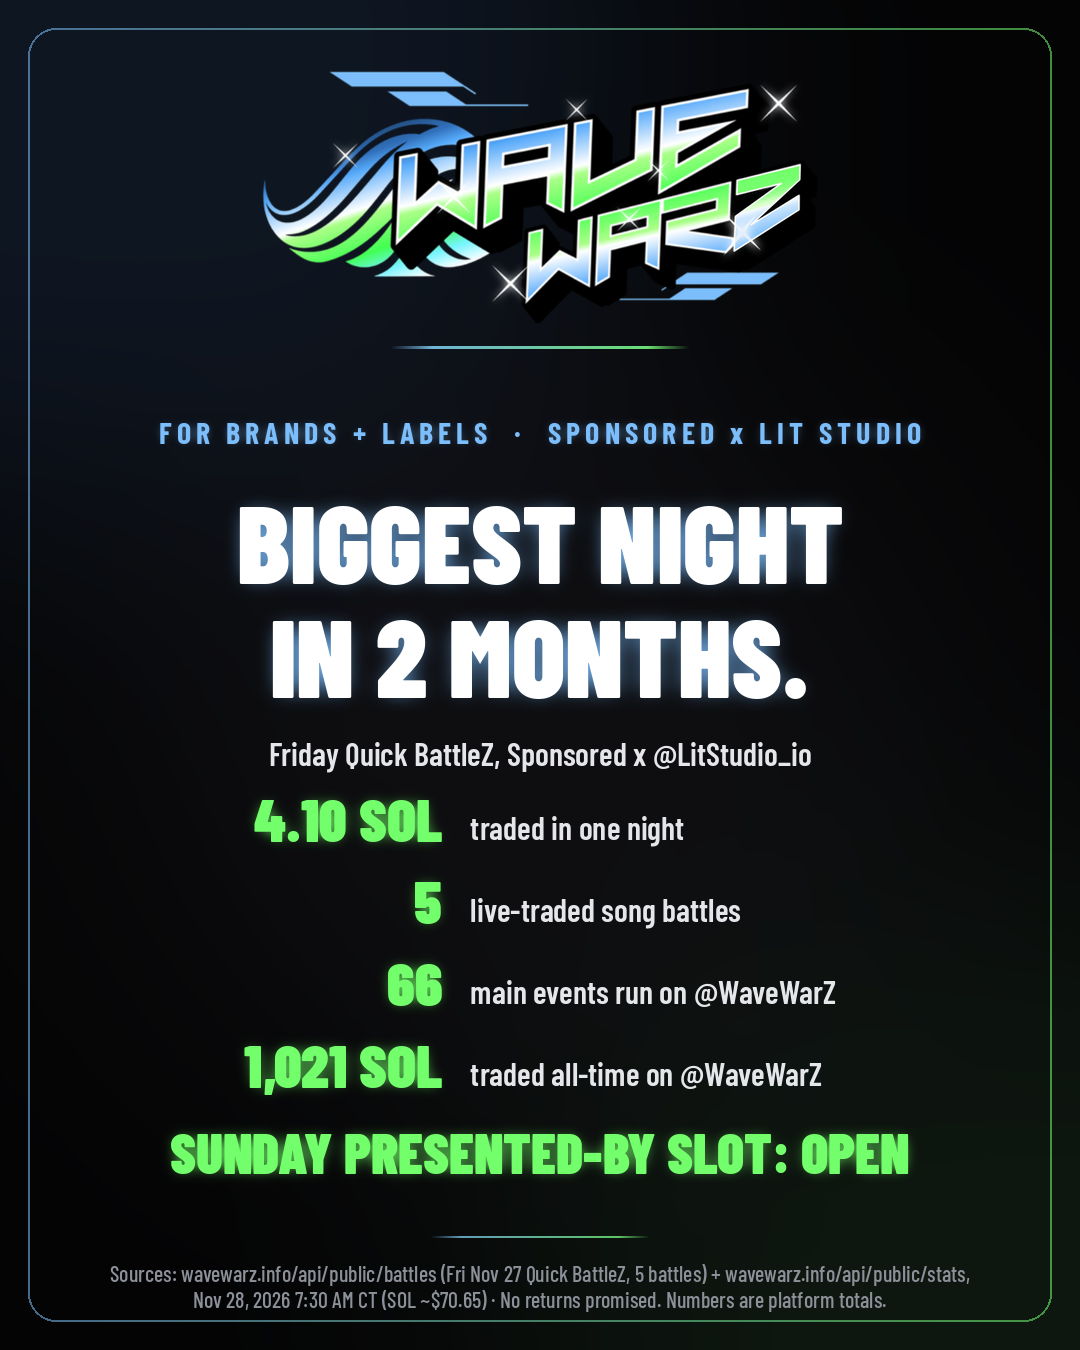 WAVE
WARZ
FOR BRANDS + LABELS · SPONSORED x LIT STUDIO
BIGGEST NIGHT
IN 2 MONTHS.
Friday Quick BattleZ, Sponsored x @LitStudio_io
4.10 SOL traded in one night
5 live-traded song battles
66 main events run on @WaveWarZ
1,021 SOL traded all-time on @WaveWarZ
SUNDAY PRESENTED-BY SLOT: OPEN
Sources: wavewarz.info/api/public/battles (Fri Nov 27 Quick BattleZ, 5 battles) + wavewarz.info/api/public/stats,
Nov 28, 2026 7:30 AM CT (SOL ~$70.65) · No returns promised. Numbers are platform totals.